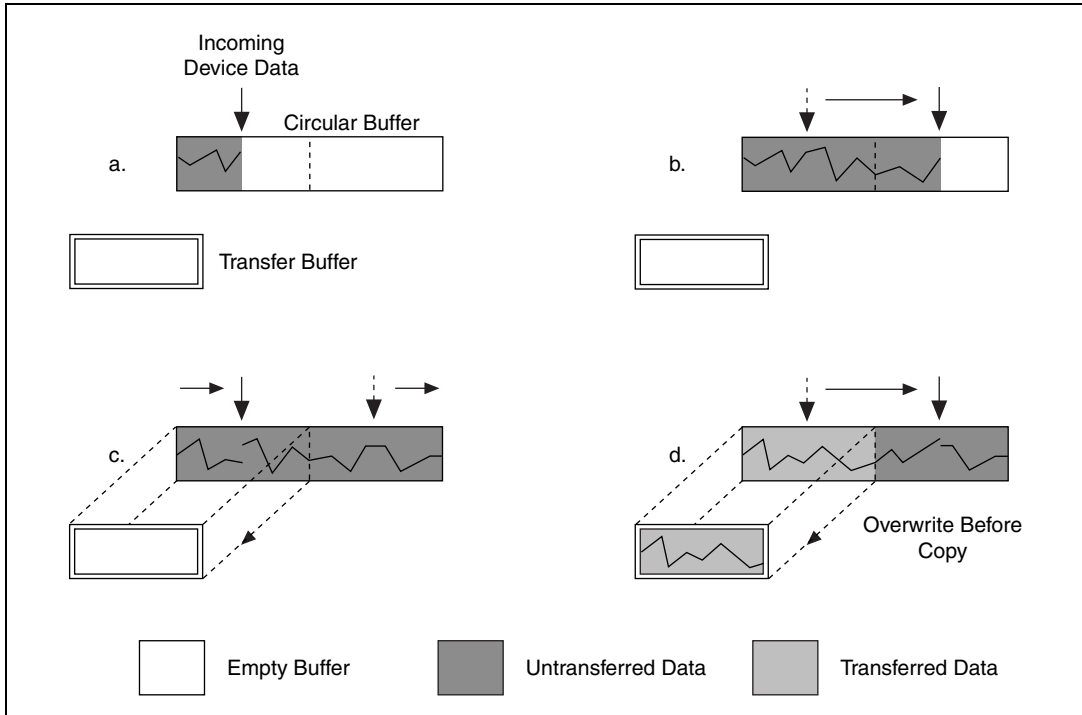 Incoming
Device Data
Circular Buffer
a.
b.
Transfer Buffer
c.
d.
Overwrite Before
Copy
Empty Buffer
Untransferred Data
Transferred Data